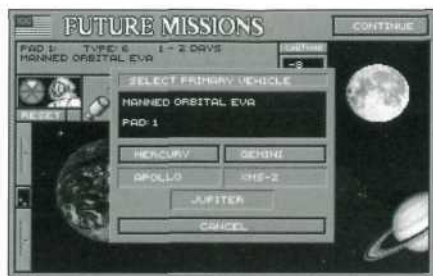 FUTURE MISSIONS
CONTINUE
PAD 1: TYPE: 6 1 - 2 DAYS
MANNED ORBITAL EVA
-9
RESET
SELECT PRIMARY VEHICLE
MANNED ORBITAL EVA
PAD: 1
MERCURY GEMINI
APOLLO XMS-2
JUPITER
CANCEL